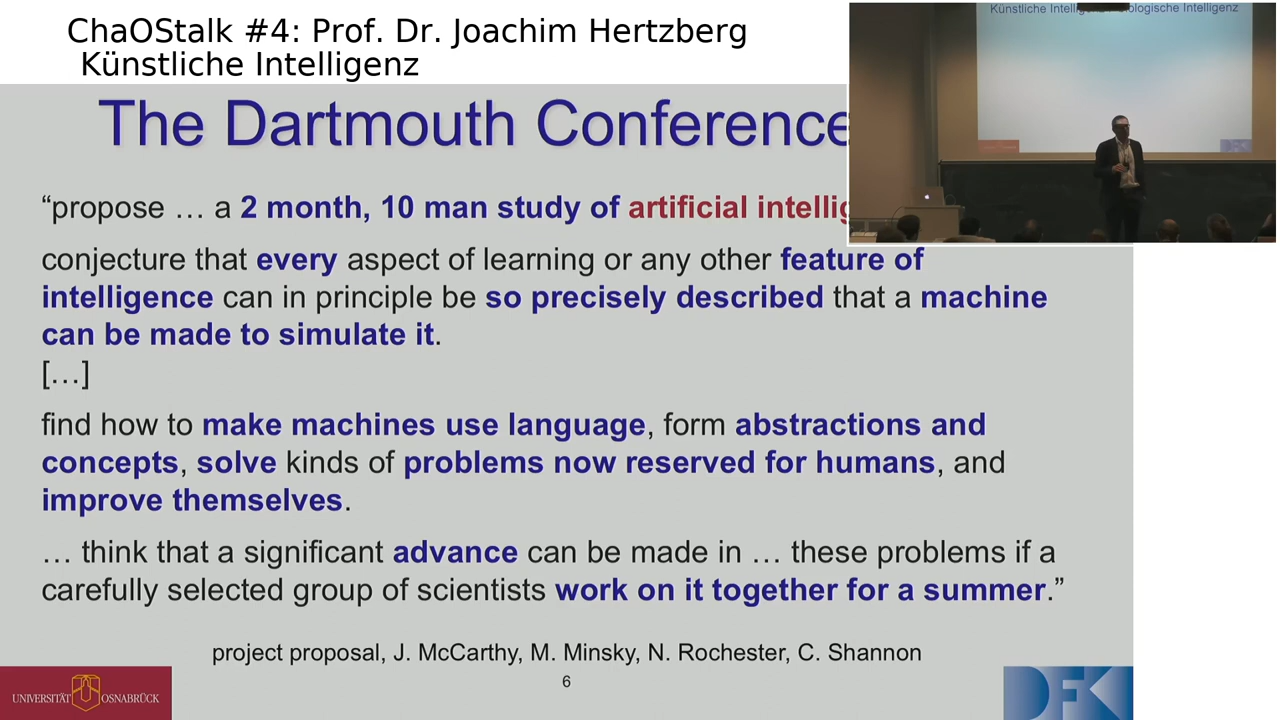 ChaOStalk #4: Prof. Dr. Joachim Hertzberg
Künstliche Intelligenz
The Dartmouth Conference
“propose … a 2 month, 10 man study of artificial intellig
conjecture that every aspect of learning or any other feature of
intelligence can in principle be so precisely described that a machine
can be made to simulate it.
[…]
find how to make machines use language, form abstractions and
concepts, solve kinds of problems now reserved for humans, and
improve themselves.
… think that a significant advance can be made in … these problems if a
carefully selected group of scientists work on it together for a summer.”
project proposal, J. McCarthy, M. Minsky, N. Rochester, C. Shannon
6
UNIVERSITÄT OSNABRÜCK
DFK
Künstliche Intelligenz